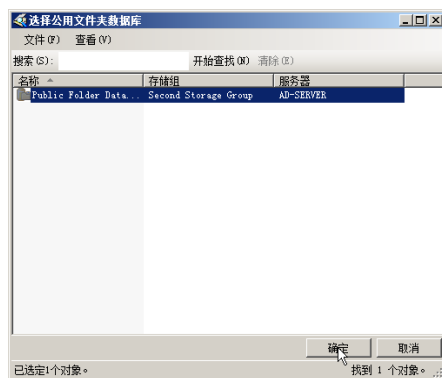 选择公用文件夹数据库
文件(F) 查看(V)
搜索(S): 开始查找(N) 清除(E)
名称 存储组 服务器
Public Folder Data... Second Storage Group AD-SERVER
确定 取消
已选定1个对象。 找到 1 个对象。